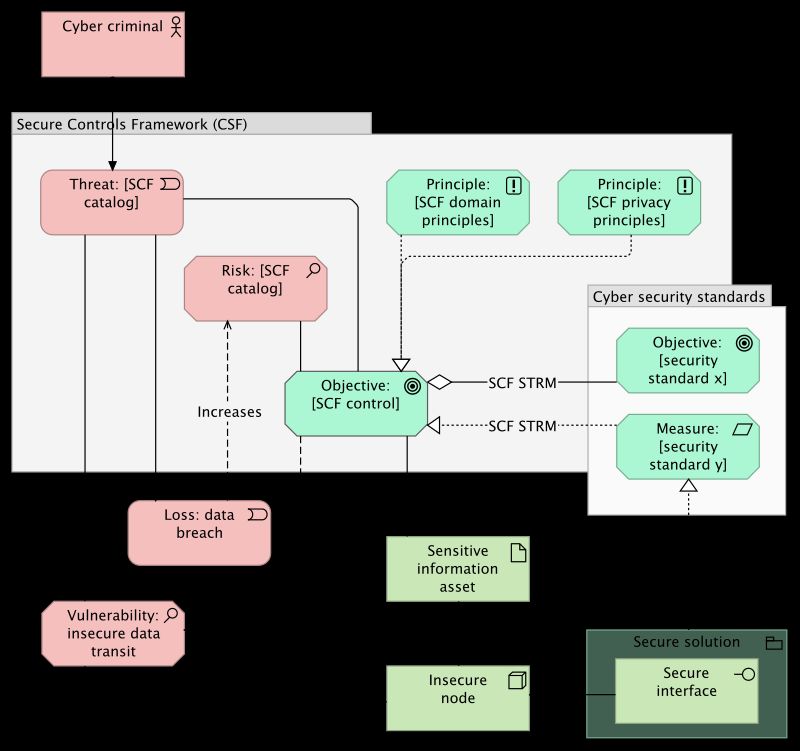 Cyber criminal
Secure Controls Framework (CSF)
Threat: [SCF
catalog]
Principle:
[SCF domain
principles]
Principle:
[SCF privacy
principles]
Risk: [SCF
catalog]
Cyber security standards
Objective:
[security
standard x]
Objective:
[SCF control]
SCF STRM
Increases
SCF STRM
Measure:
[security
standard y]
Loss: data
breach
Sensitive
information
asset
Vulnerability:
insecure data
transit
Insecure
node
Secure solution
Secure
interface